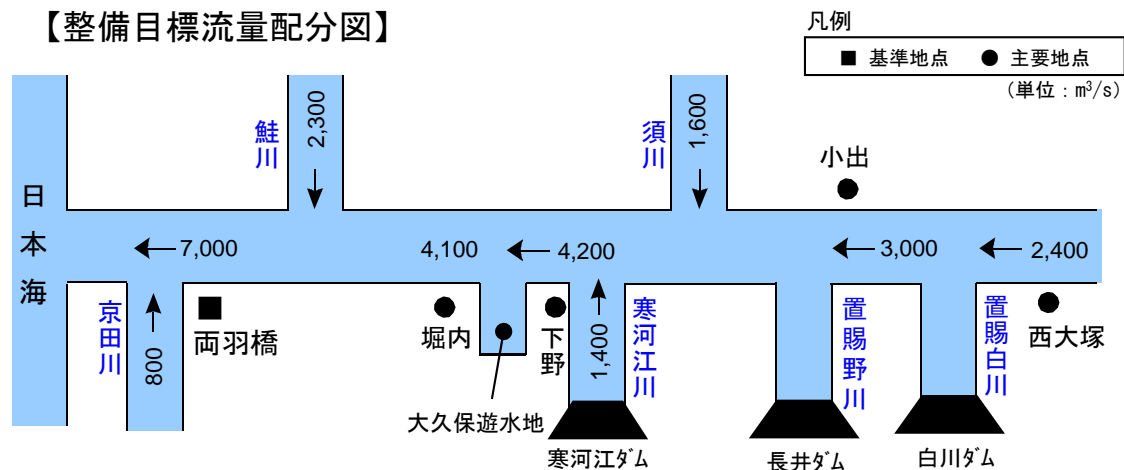 【整備目標流量配分図】
凡例
■ 基準地点 ● 主要地点
(単位:m³/s)
日本海
鮭川
2,300
須川
1,600
小出
7,000
4,100
4,200
3,000
2,400
京田川
800
両羽橋
堀内
大久保遊水地
下野
1,400
寒河江川
置賜野川
置賜白川
西大塚
寒河江ダム
長井ダム
白川ダム